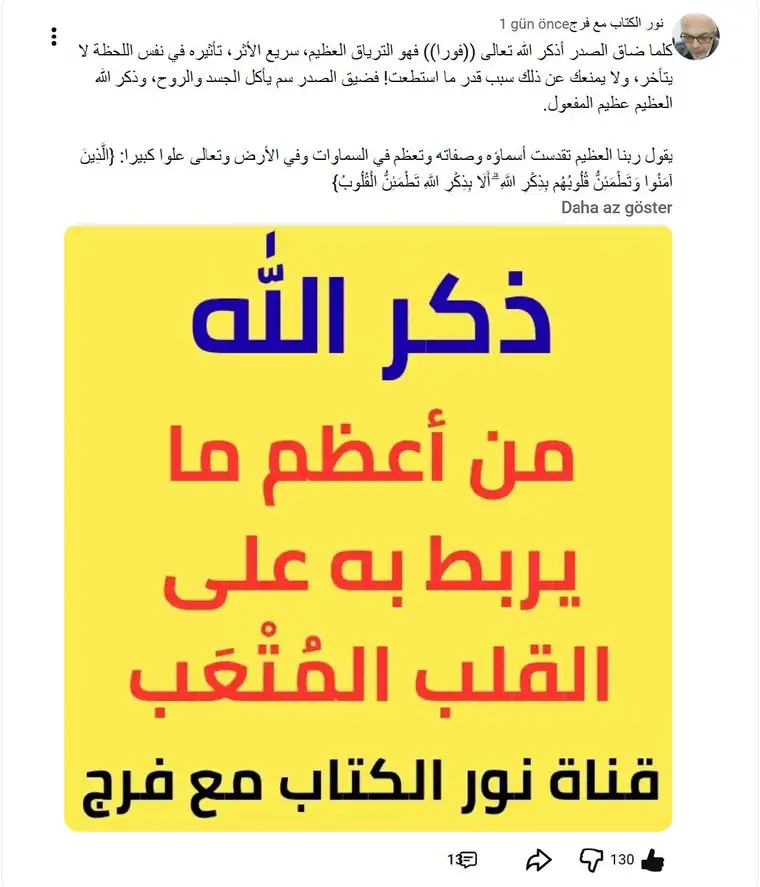 نور الكتاب مع فرج1 gün önce
كلما ضاق الصدر أذكر الله تعالى ((فورا)) فهو الترياق العظيم، سريع الأثر، تأثيره في نفس اللحظة لا
يتأخر، ولا يمنعك عن ذلك سبب قدر ما استطعت! فضيق الصدر سم يأكل الجسد والروح، وذكر الله
العظيم عظيم المفعول.
يقول ربنا العظيم تقدست أسماؤه وصفاته وتعظم في السماوات وفي الأرض وتعالى علوا كبيرا: {الَّذِينَ
آمَنُوا وَتَطْمَئِنُّ قُلُوبُهُم بِذِكْرِ اللَّهِ ۗ أَلَا بِذِكْرِ اللَّهِ تَطْمَئِنُّ الْقُلُوبُ}
Daha az göster
ذكر الله
من أعظم ما
يربط به على
القلب المُتْعَب
قناة نور الكتاب مع فرج
130
13